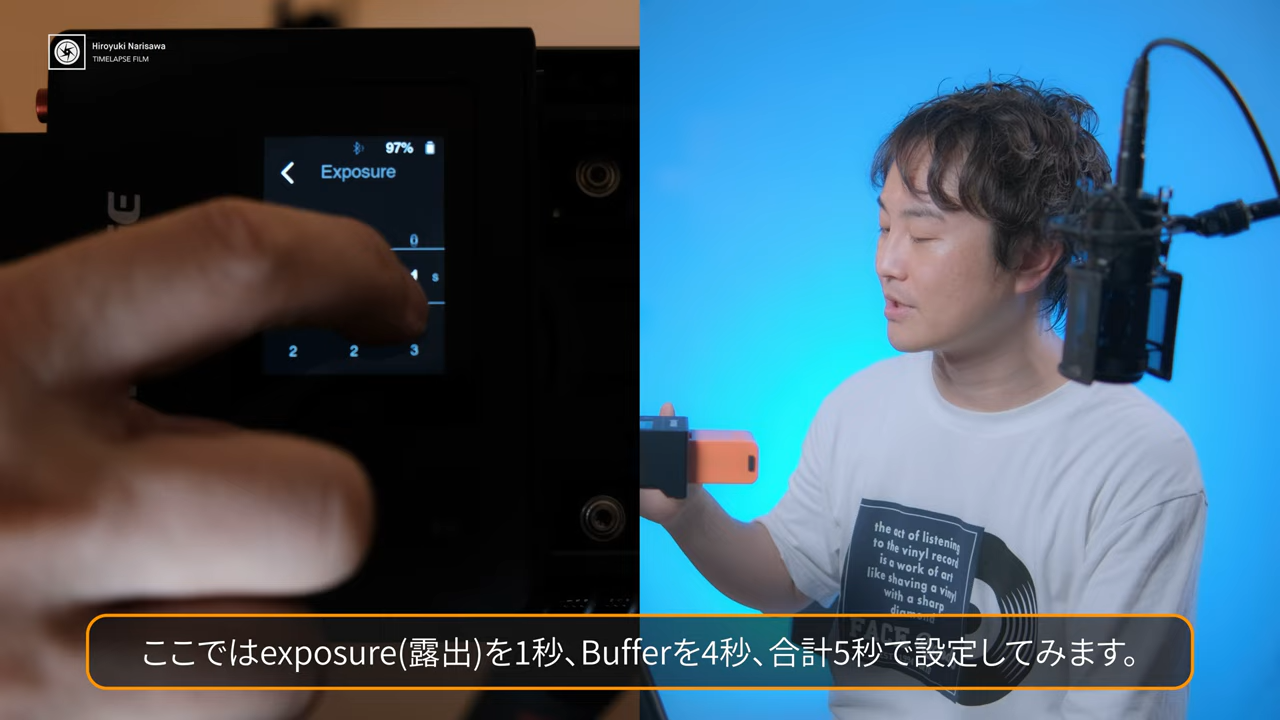 Hiroyuki Narisawa
TIMELAPSE FILM
97%
Exposure
0
1 s
2 2 3
the act of listening
to the vinyl record
is a work of art
like shaving a vinyl
with a sharp
diamond
ここではexposure(露出)を1秒、Bufferを4秒、合計5秒で設定してみます。